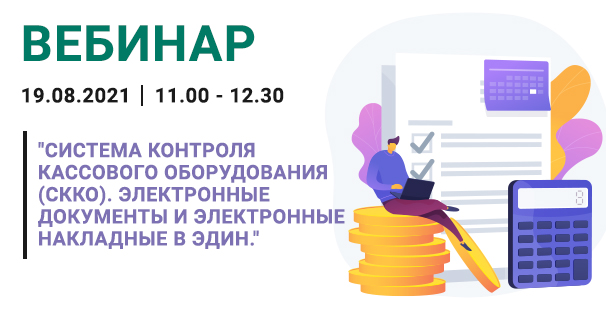 ВЕБИНАР
19.08.2021 | 11.00 - 12.30
"СИСТЕМА КОНТРОЛЯ
КАССОВОГО ОБОРУДОВАНИЯ
(СККО). ЭЛЕКТРОННЫЕ
ДОКУМЕНТЫ И ЭЛЕКТРОННЫЕ
НАКЛАДНЫЕ В ЭДИН."